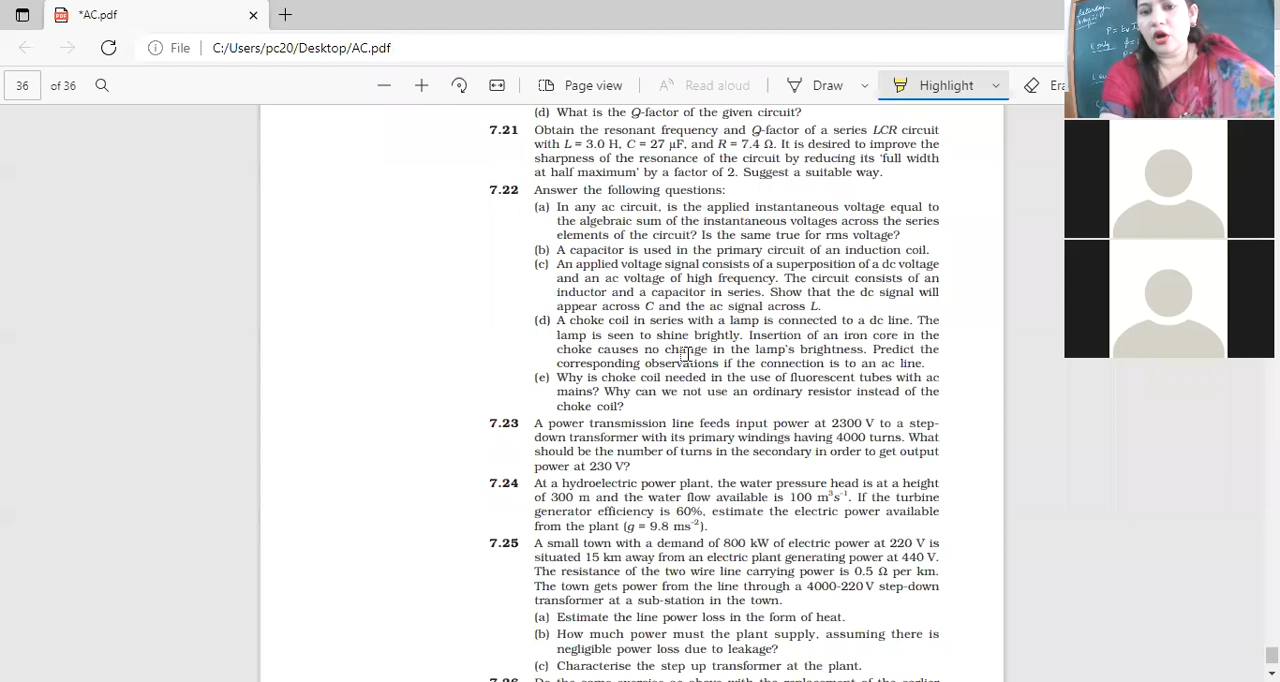 *AC.pdf
File
C:/Users/pc20/Desktop/AC.pdf
36 of 36
Page view
Read aloud
Draw
Highlight
Era
(d) What is the Q-factor of the given circuit?
7.21 Obtain the resonant frequency and Q-factor of a series LCR circuit
with L = 3.0 H, C = 27 μF, and R = 7.4 Ω. It is desired to improve the
sharpness of the resonance of the circuit by reducing its 'full width
at half maximum' by a factor of 2. Suggest a suitable way.
7.22 Answer the following questions:
(a) In any ac circuit, is the applied instantaneous voltage equal to
the algebraic sum of the instantaneous voltages across the series
elements of the circuit? Is the same true for rms voltage?
(b) A capacitor is used in the primary circuit of an induction coil.
(c) An applied voltage signal consists of a superposition of a dc voltage
and an ac voltage of high frequency. The circuit consists of an
inductor and a capacitor in series. Show that the dc signal will
appear across C and the ac signal across L.
(d) A choke coil in series with a lamp is connected to a dc line. The
lamp is seen to shine brightly. Insertion of an iron core in the
choke causes no change in the lamp's brightness. Predict the
corresponding observations if the connection is to an ac line.
(e) Why is choke coil needed in the use of fluorescent tubes with ac
mains? Why can we not use an ordinary resistor instead of the
choke coil?
7.23 A power transmission line feeds input power at 2300 V to a step-
down transformer with its primary windings having 4000 turns. What
should be the number of turns in the secondary in order to get output
power at 230 V?
7.24 At a hydroelectric power plant, the water pressure head is at a height
of 300 m and the water flow available is 100 m³s⁻¹. If the turbine
generator efficiency is 60%, estimate the electric power available
from the plant (g = 9.8 ms⁻²).
7.25 A small town with a demand of 800 kW of electric power at 220 V is
situated 15 km away from an electric plant generating power at 440 V.
The resistance of the two wire line carrying power is 0.5 Ω per km.
The town gets power from the line through a 4000-220 V step-down
transformer at a sub-station in the town.
(a) Estimate the line power loss in the form of heat.
(b) How much power must the plant supply, assuming there is
negligible power loss due to leakage?
(c) Characterise the step up transformer at the plant.
7.26 Do the same exercise as above with the replacement of the earlier
Saturday